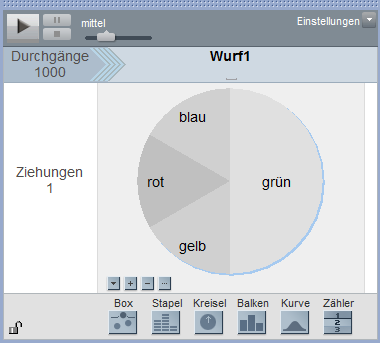 mittel
Einstellungen
Durchgänge
1000
Wurf1
Ziehungen
1
blau
rot
grün
gelb
Box Stapel Kreisel Balken Kurve Zähler
1
2
3